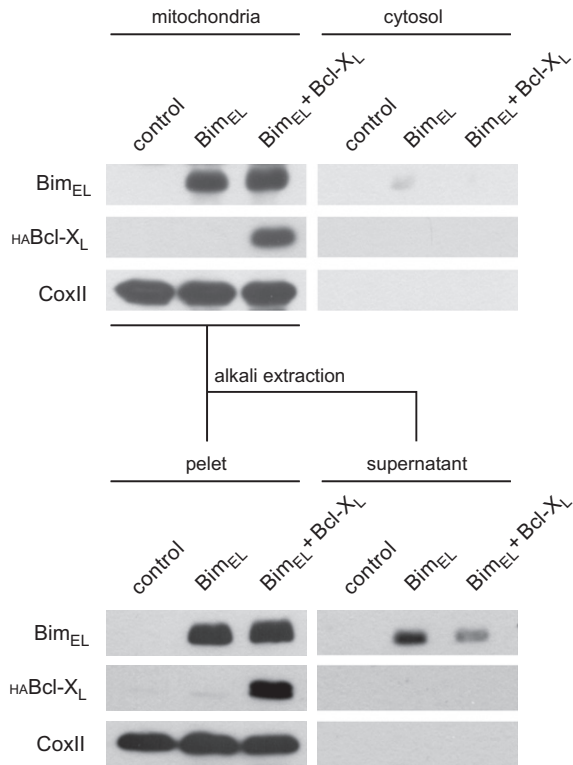 mitochondria cytosol
control BimEL BimEL+Bcl-XL control BimEL BimEL+Bcl-XL
BimEL
HABcl-XL
CoxII
alkali extraction
pelet supernatant
control BimEL BimEL+Bcl-XL control BimEL BimEL+Bcl-XL
BimEL
HABcl-XL
CoxII